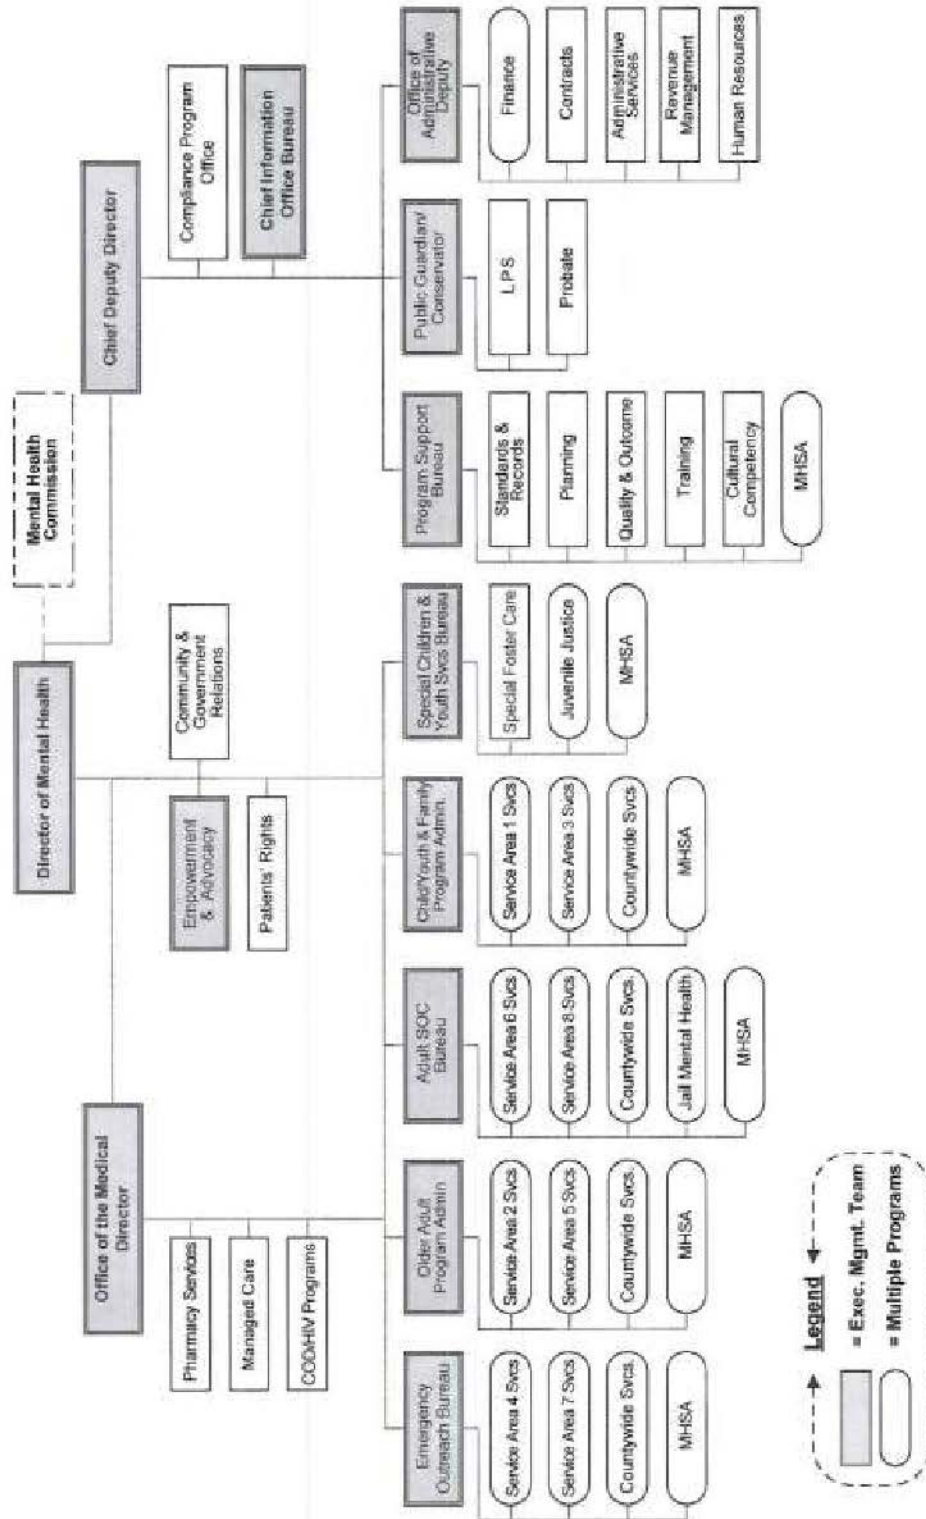 Mental Health
Commission
Director of Mental Health
Chief Deputy Director
Office of the Medical
Director
Pharmacy Services
Managed Care
COD/HIV Programs
Empowerment
& Advocacy
Community &
Government
Relations
Patients' Rights
Compliance Program
Office
Chief Information
Office Bureau
Emergency
Outreach Bureau
Service Area 4 Svcs
Service Area 7 Svcs
Countywide Svcs.
MHSA
Older Adult
Program Admin
Service Area 2 Svcs
Service Area 5 Svcs
Countywide Svcs.
MHSA
Adult SOC
Bureau
Service Area 6 Svcs
Service Area 8 Svcs
Countywide Svcs.
Jail Mental Health
MHSA
Child/Youth & Family
Program Admin.
Service Area 1 Svcs
Service Area 3 Svcs
Countywide Svcs
MHSA
Special Children &
Youth Svcs Bureau
Special Foster Care
Juvenile Justice
MHSA
Program Support
Bureau
Standards &
Records
Planning
Quality & Outcome
Training
Cultural
Competency
MHSA
Public Guardian/
Conservator
L P S
Probate
Office of
Administrative
Deputy
Finance
Contracts
Administrative
Services
Revenue
Management
Human Resources
Legend
= Exec. Mgmt. Team
= Multiple Programs